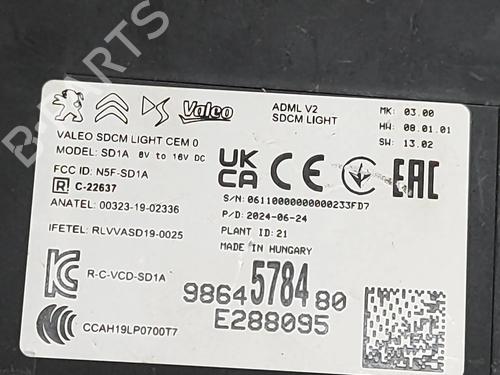 Valeo
ADML V2
SDCM LIGHT
MK: 03.00
HW: 08.01.01
SW: 13.02
VALEO SDCM LIGHT CEM 0
MODEL: SD1A 8V to 16V DC
FCC ID: N5F-SD1A
R C-22637
ANATEL: 00323-19-02336
IFETEL: RLVVASD19-0025
UK
CA
CE
EAC
S/N: 06110000000000233FD7
P/D: 2024-06-24
PLANT ID: 21
MADE IN HUNGARY
R-C-VCD-SD1A
CCAH19LP0700T7
9864578480
E288095
B-PARTS